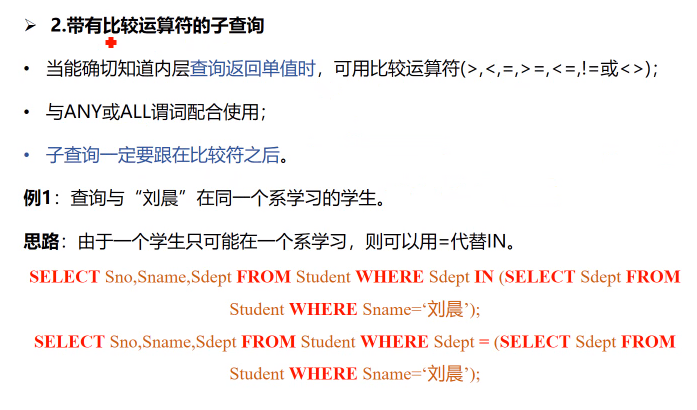 ➢ 2.带有比较运算符的子查询
• 当能确切知道内层查询返回单值时，可用比较运算符(>,<,=,>=,<=,!=或<>)；
• 与ANY或ALL谓词配合使用；
• 子查询一定要跟在比较符之后。
例1：查询与“刘晨”在同一个系学习的学生。
思路：由于一个学生只可能在一个系学习，则可以用=代替IN。
SELECT Sno,Sname,Sdept FROM Student WHERE Sdept IN (SELECT Sdept FROM
Student WHERE Sname=‘刘晨’);
SELECT Sno,Sname,Sdept FROM Student WHERE Sdept = (SELECT Sdept FROM
Student WHERE Sname=‘刘晨’);